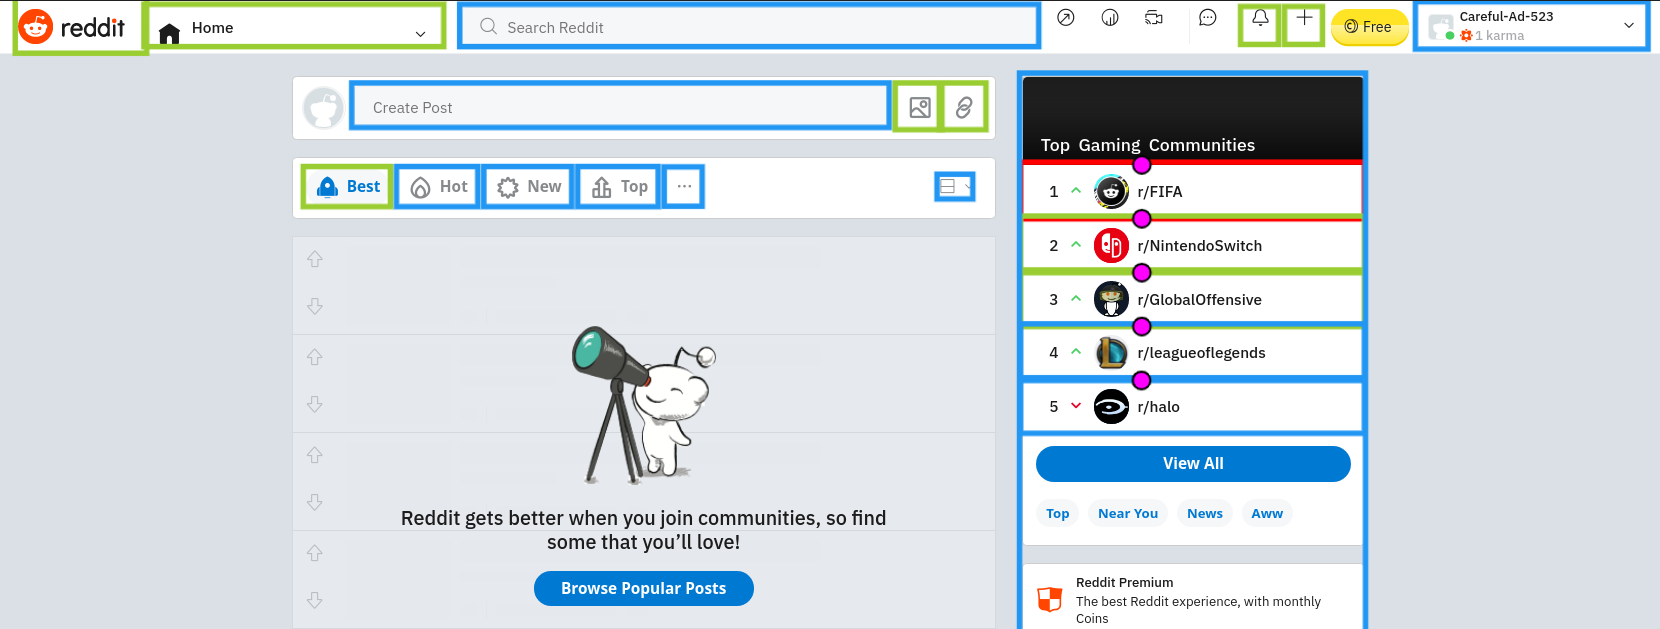 reddit
Home
Search Reddit
Free
Careful-Ad-523
1 karma
Create Post
Best
Hot
New
Top
...
Top Gaming Communities
1 r/FIFA
2 r/NintendoSwitch
3 r/GlobalOffensive
4 r/leagueoflegends
5 r/halo
View All
Top Near You News Aww
Reddit gets better when you join communities, so find
some that you’ll love!
Browse Popular Posts
Reddit Premium
The best Reddit experience, with monthly
Coins